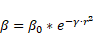 β = β₀ * e^{-γ·r²}